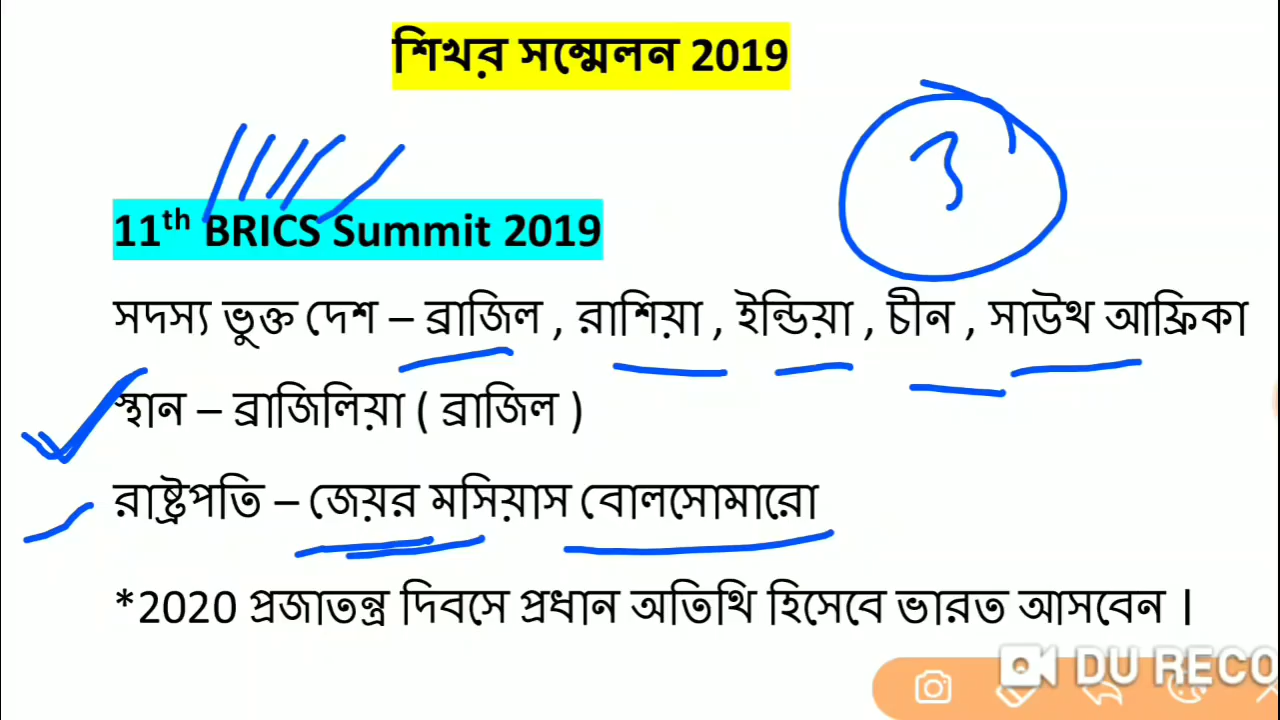 শিখর সম্মেলন 2019
3
11th BRICS Summit 2019
সদস্য ভুক্ত দেশ – ব্রাজিল , রাশিয়া , ইন্ডিয়া , চীন , সাউথ আফ্রিকা
স্থান – ব্রাজিলিয়া ( ব্রাজিল )
রাষ্ট্রপতি – জেয়র মসিয়াস বোলসোমারো
*2020 প্রজাতন্ত্র দিবসে প্রধান অতিথি হিসেবে ভারত আসবেন ।
DU RECO